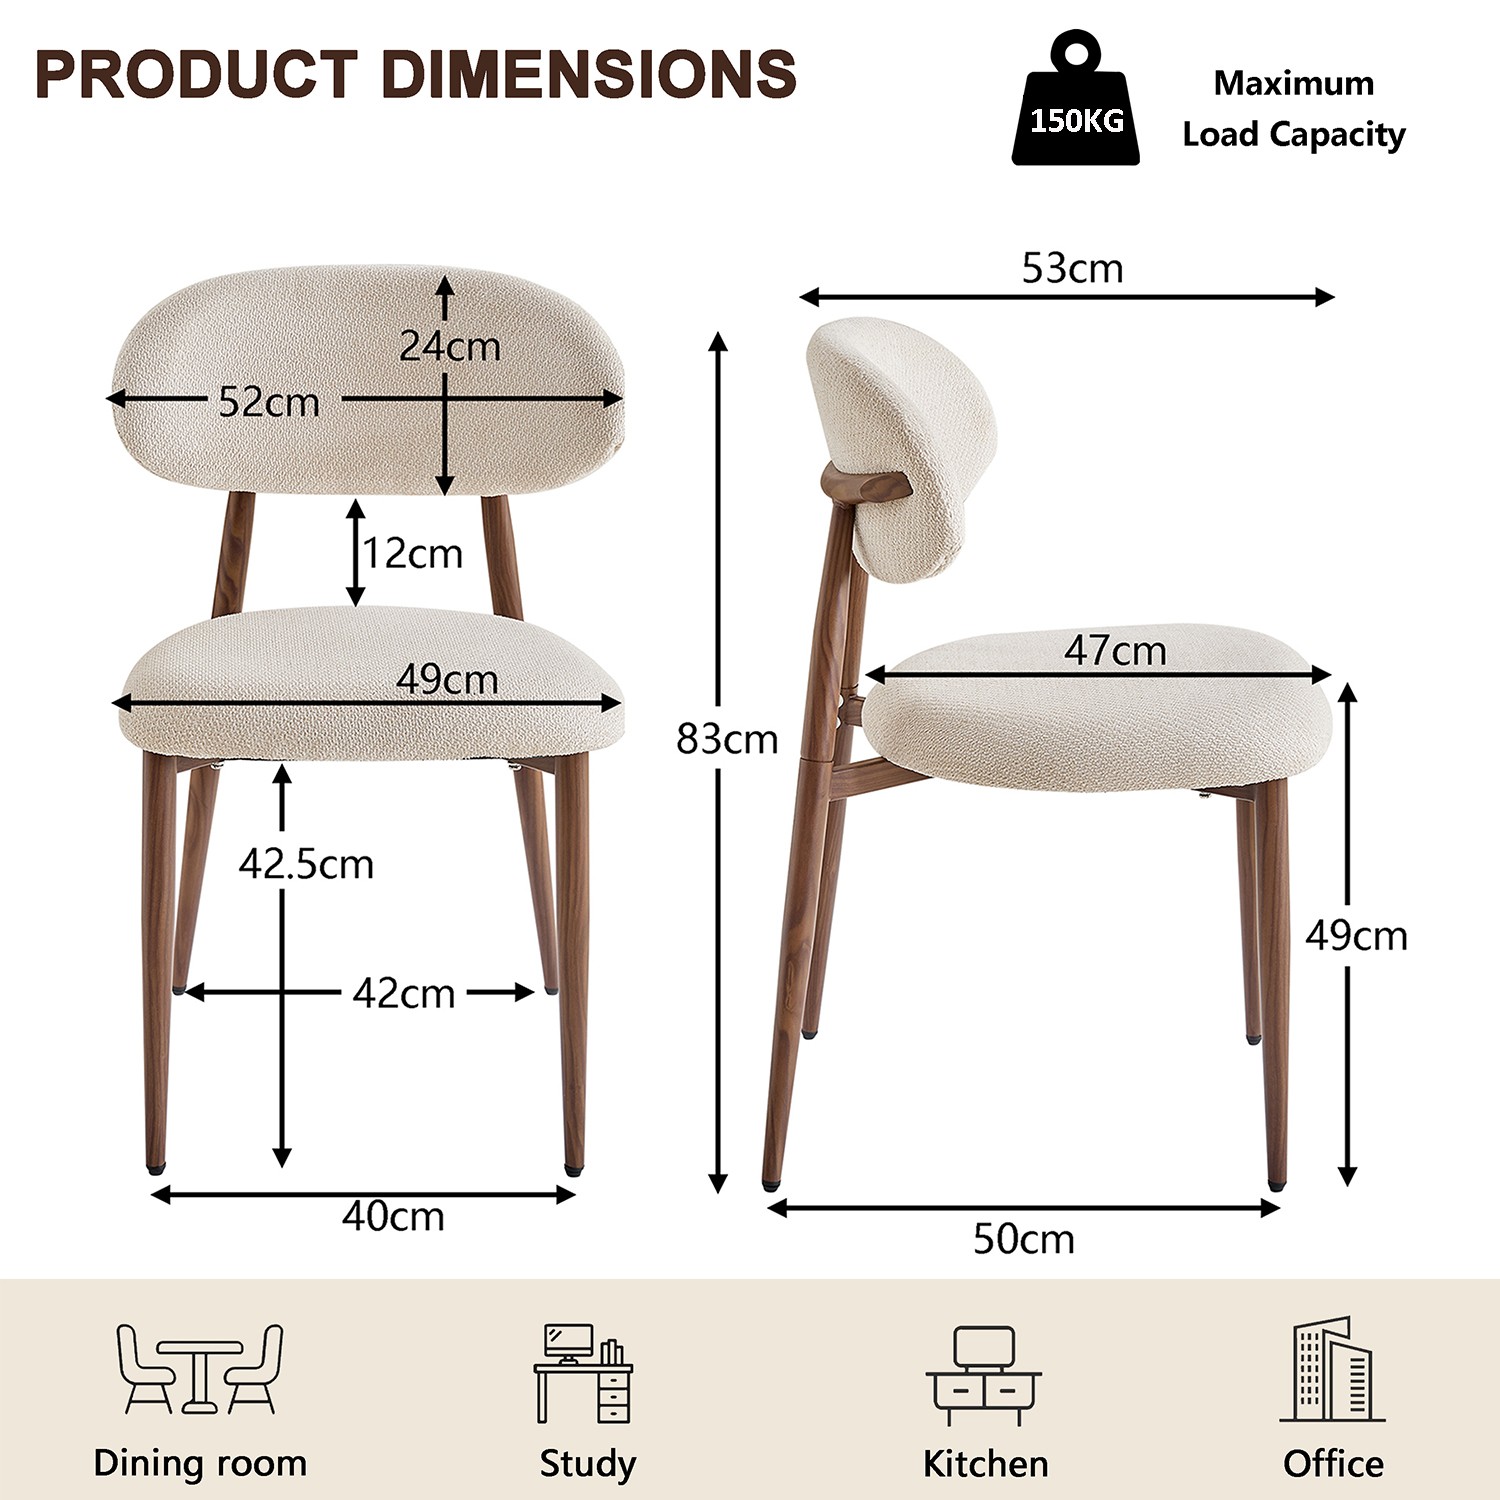 PRODUCT DIMENSIONS
150KG
Maximum
Load Capacity
53cm
24cm
52cm
12cm
47cm
49cm
83cm
42.5cm
49cm
42cm
40cm
50cm
Dining room
Study
Kitchen
Office